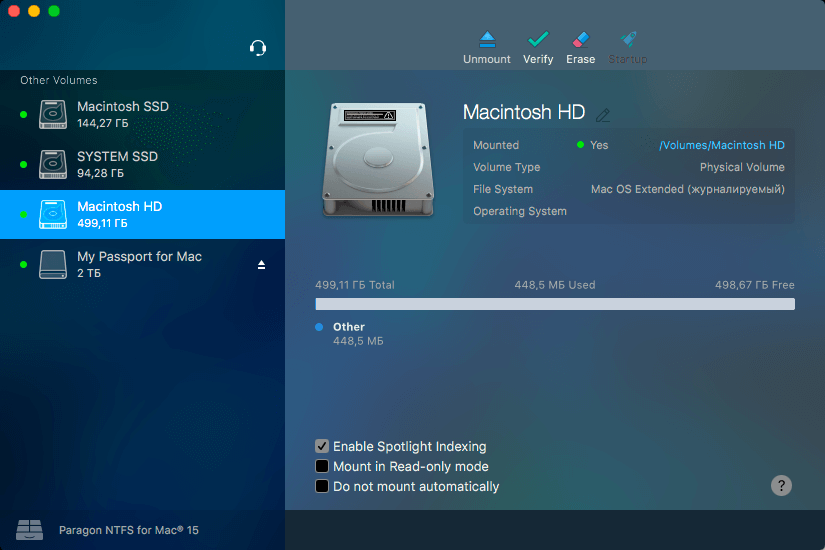 Unmount Verify Erase Startup
Other Volumes
Macintosh SSD
144,27 ГБ
SYSTEM SSD
94,28 ГБ
Macintosh HD
499,11 ГБ
My Passport for Mac
2 ТБ
Macintosh HD
Mounted Yes /Volumes/Macintosh HD
Volume Type Physical Volume
File System Mac OS Extended (журналируемый)
Operating System
499,11 ГБ Total 448,5 МБ Used 498,67 ГБ Free
Other
448,5 МБ
Enable Spotlight Indexing
Mount in Read-only mode
Do not mount automatically
?
Paragon NTFS for Mac® 15